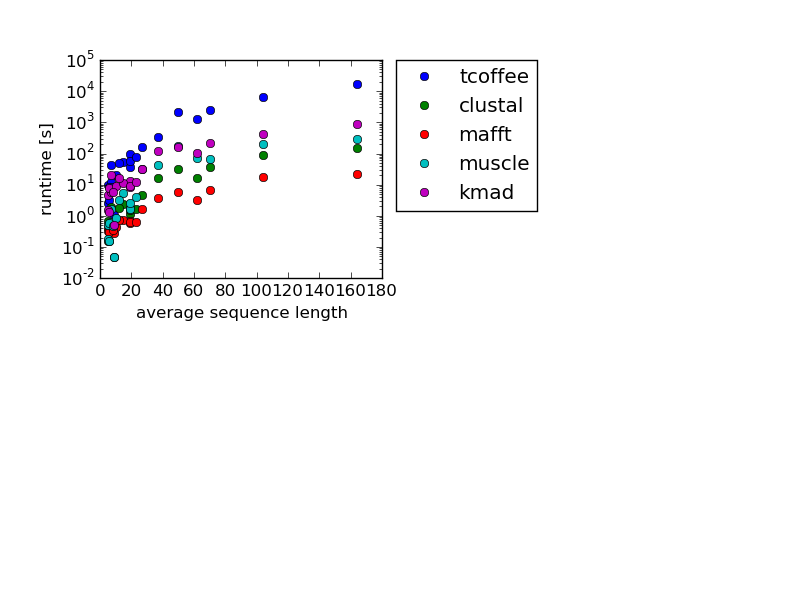 10^5
10^4
10^3
10^2
10^1
10^0
10^-1
10^-2
runtime [s]
0 20 40 60 80 100 120 140 160 180
average sequence length
tcoffee
clustal
mafft
muscle
kmad